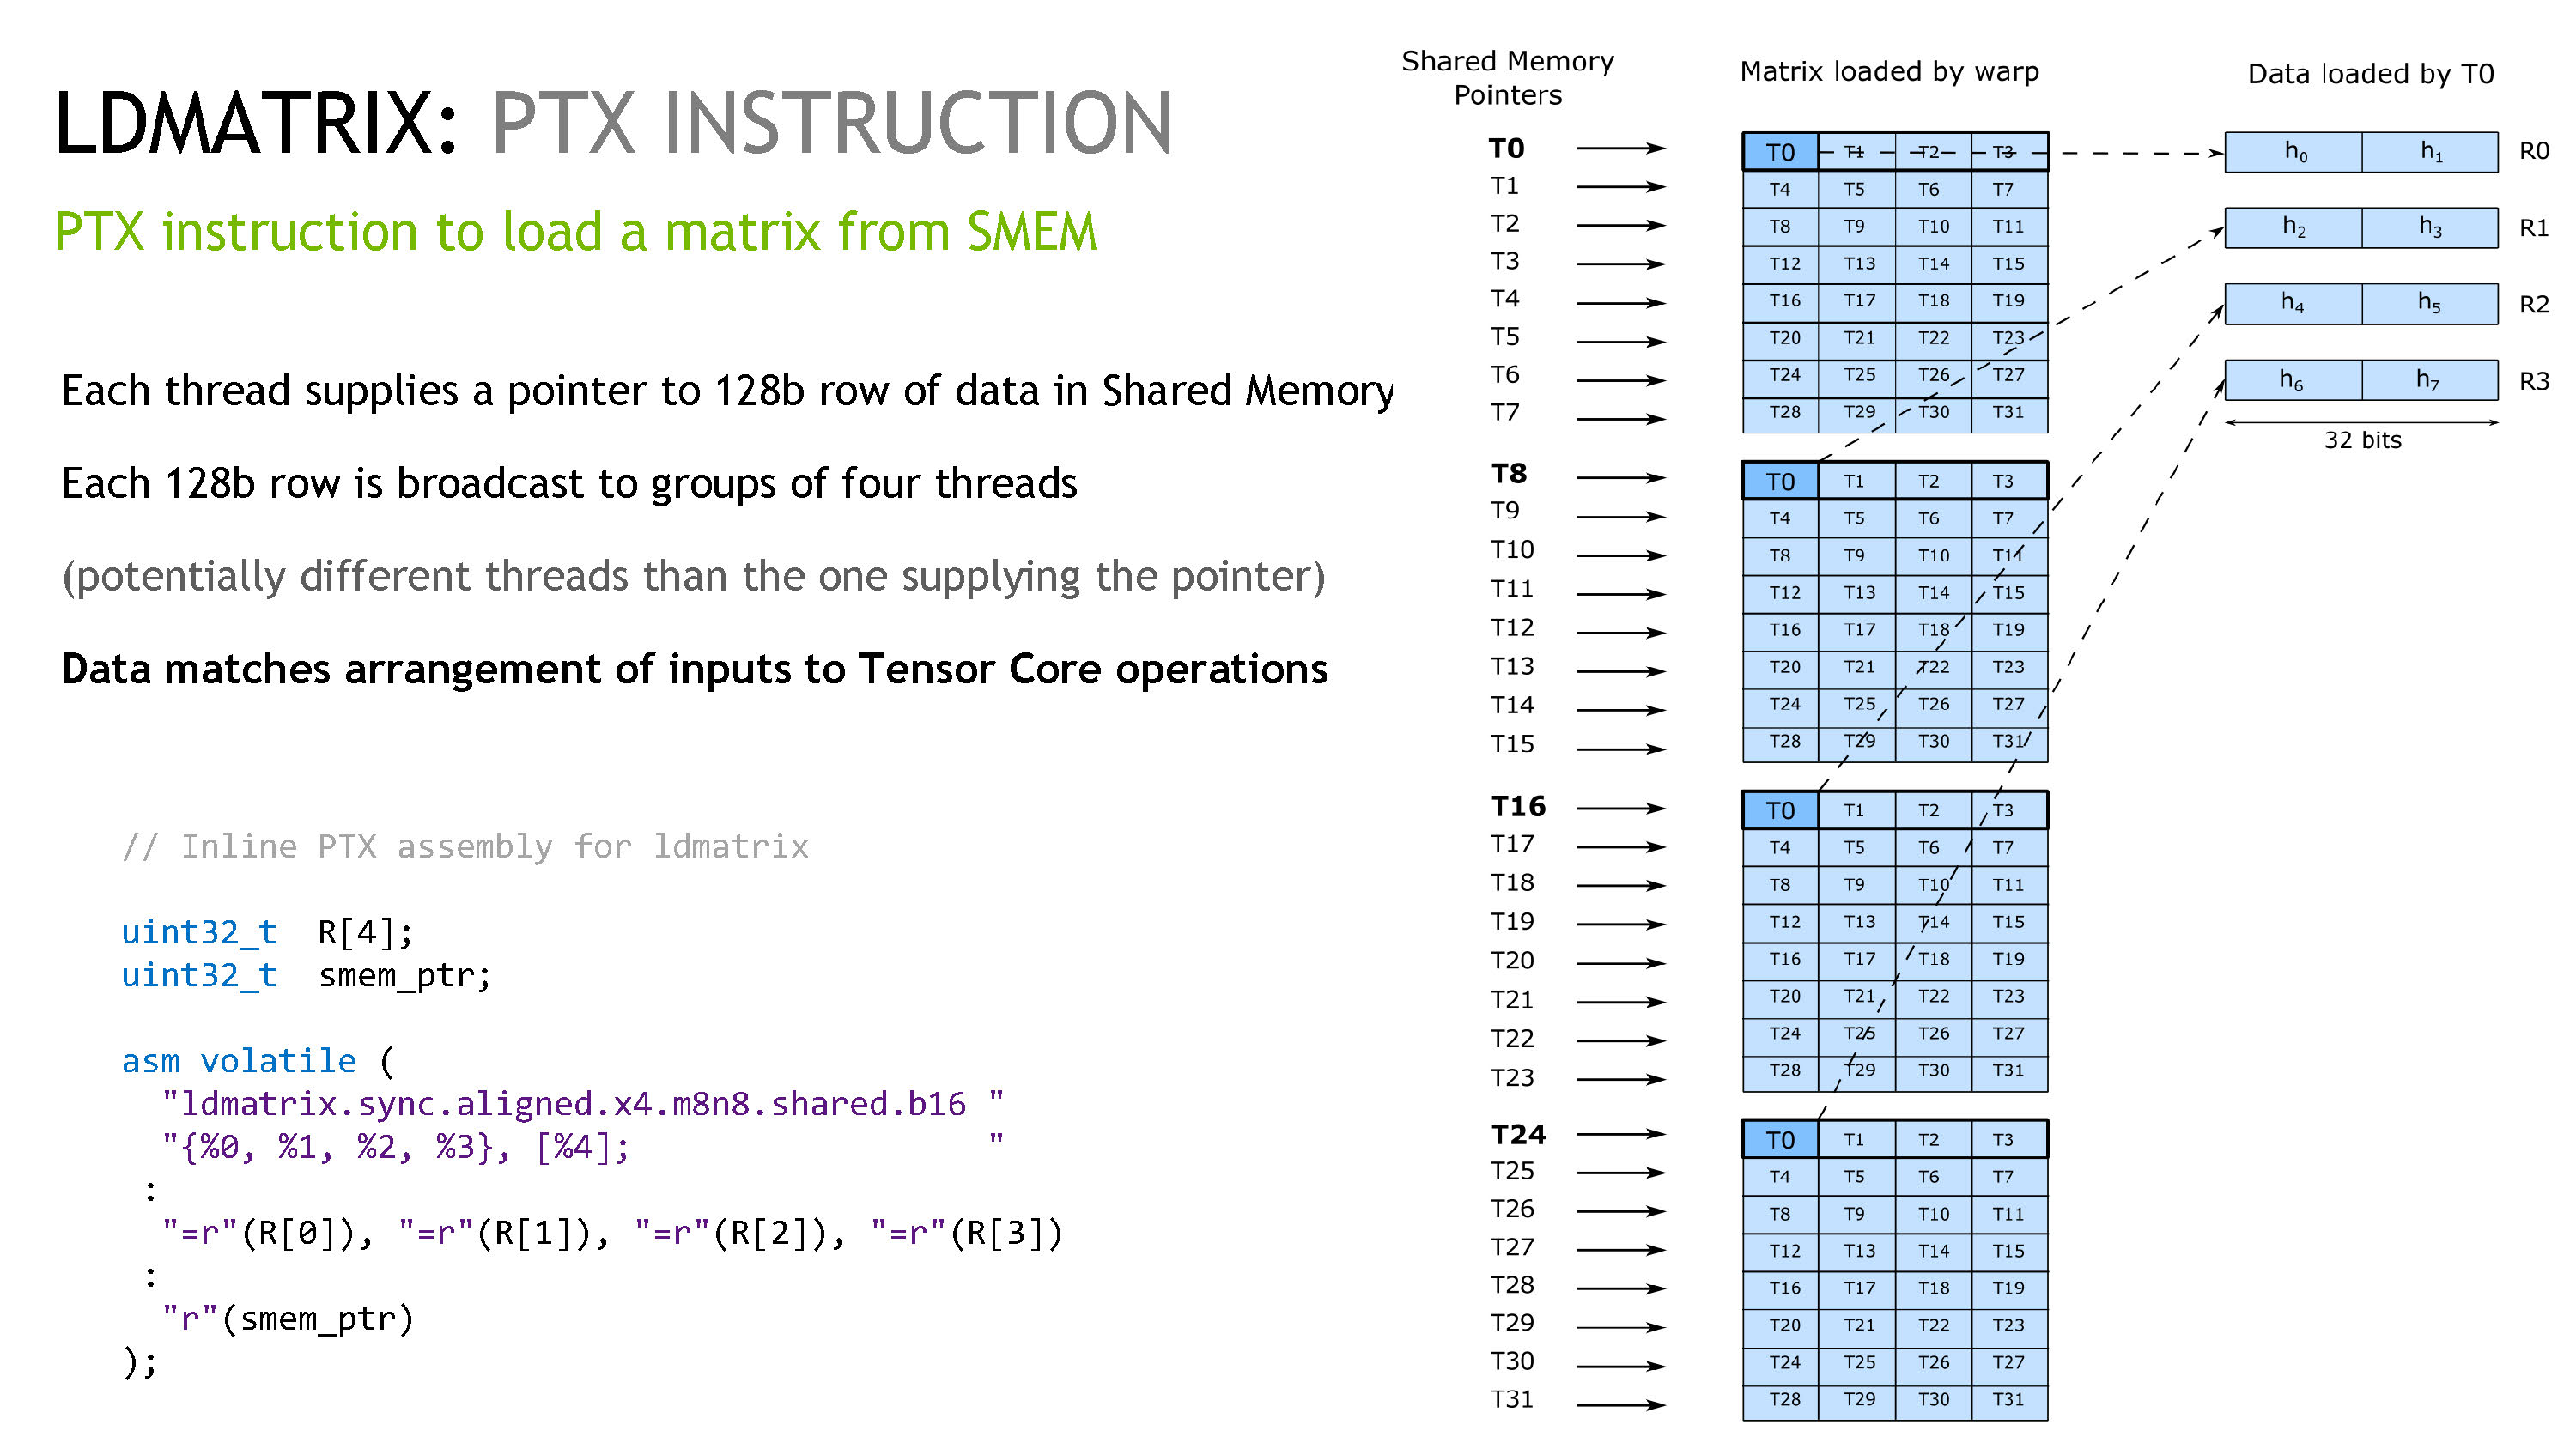 LDMATRIX: PTX INSTRUCTION
PTX instruction to load a matrix from SMEM
Each thread supplies a pointer to 128b row of data in Shared Memory
Each 128b row is broadcast to groups of four threads
(potentially different threads than the one supplying the pointer)
Data matches arrangement of inputs to Tensor Core operations
// Inline PTX assembly for ldmatrix
uint32_t R[4];
uint32_t smem_ptr;
asm volatile (
"ldmatrix.sync.aligned.x4.m8n8.shared.b16 "
"{%0, %1, %2, %3}, [%4]; "
:
"=r"(R[0]), "=r"(R[1]), "=r"(R[2]), "=r"(R[3])
:
"r"(smem_ptr)
);
Shared Memory
Pointers
T0
T1
T2
T3
T4
T5
T6
T7
T8
T9
T10
T11
T12
T13
T14
T15
T16
T17
T18
T19
T20
T21
T22
T23
T24
T25
T26
T27
T28
T29
T30
T31
Matrix loaded by warp
T0 T1 T2 T3
T4 T5 T6 T7
T8 T9 T10 T11
T12 T13 T14 T15
T16 T17 T18 T19
T20 T21 T22 T23
T24 T25 T26 T27
T28 T29 T30 T31
T0 T1 T2 T3
T4 T5 T6 T7
T8 T9 T10 T11
T12 T13 T14 T15
T16 T17 T18 T19
T20 T21 T22 T23
T24 T25 T26 T27
T28 T29 T30 T31
T0 T1 T2 T3
T4 T5 T6 T7
T8 T9 T10 T11
T12 T13 T14 T15
T16 T17 T18 T19
T20 T21 T22 T23
T24 T25 T26 T27
T28 T29 T30 T31
T0 T1 T2 T3
T4 T5 T6 T7
T8 T9 T10 T11
T12 T13 T14 T15
T16 T17 T18 T19
T20 T21 T22 T23
T24 T25 T26 T27
T28 T29 T30 T31
Data loaded by T0
h₀ h₁ R0
h₂ h₃ R1
h₄ h₅ R2
h₆ h₇ R3
32 bits